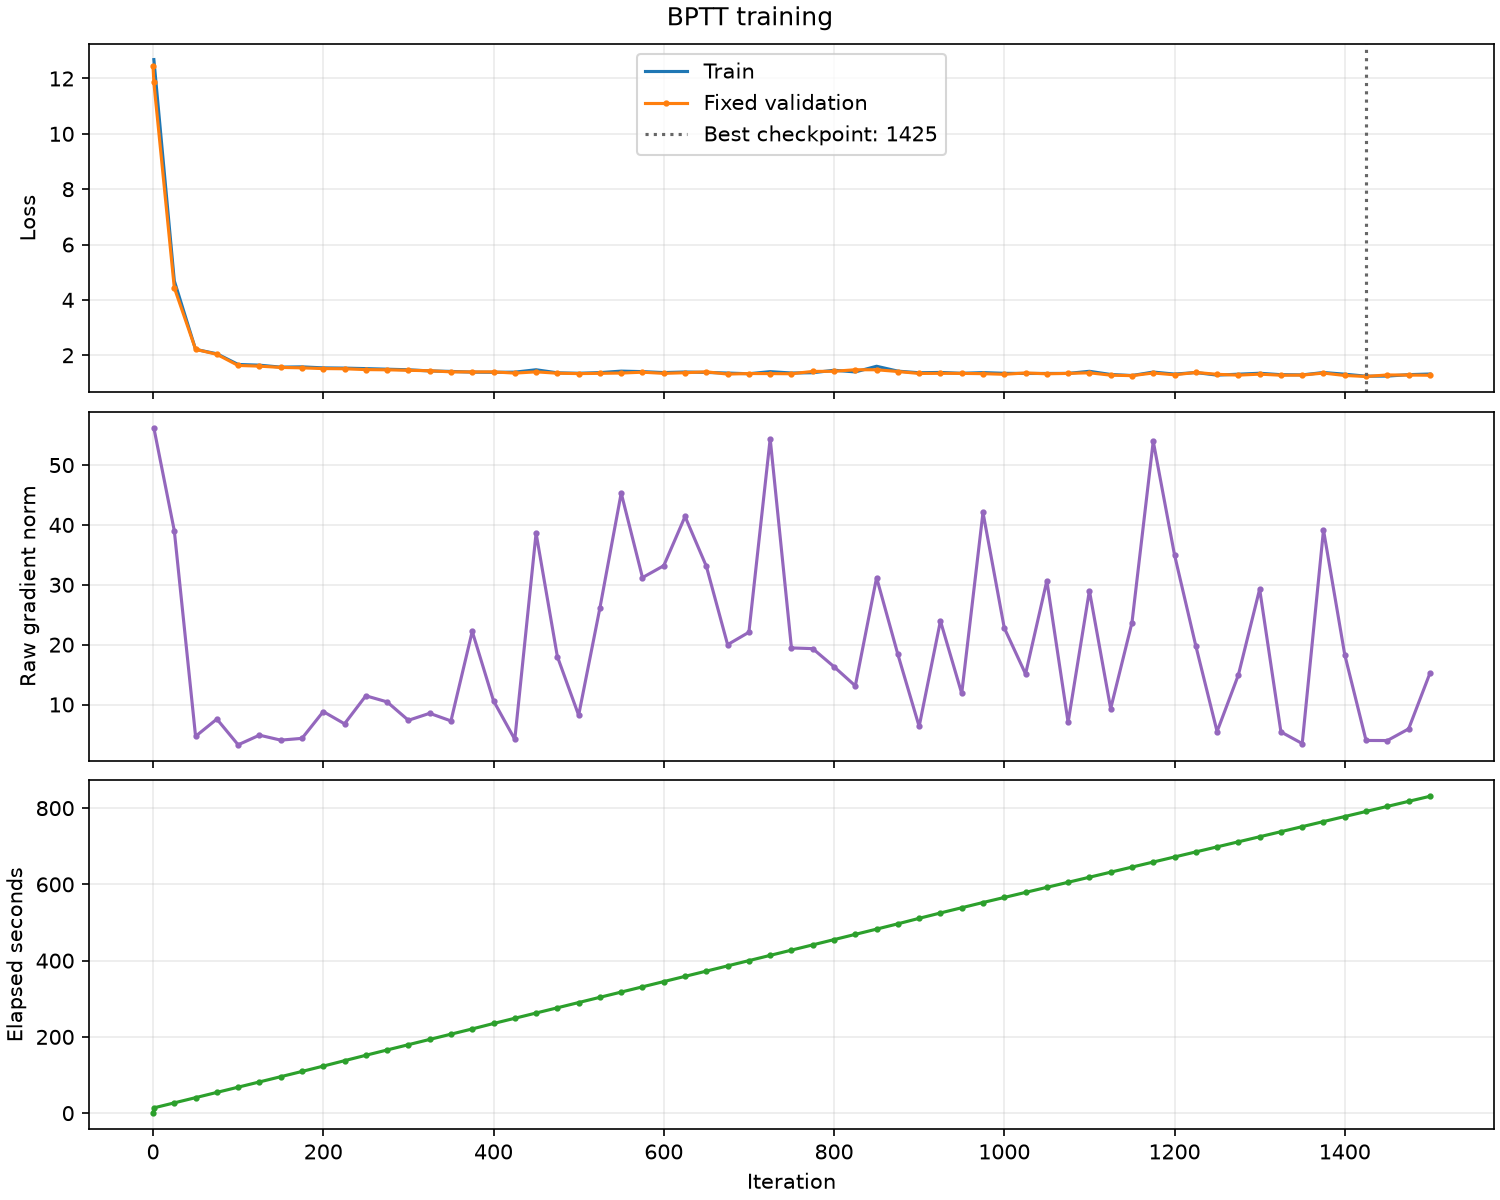 BPTT training
12
10
8
6
4
2
Loss
Train
Fixed validation
Best checkpoint: 1425
50
40
30
20
10
Raw gradient norm
800
600
400
200
0
Elapsed seconds
0 200 400 600 800 1000 1200 1400
Iteration